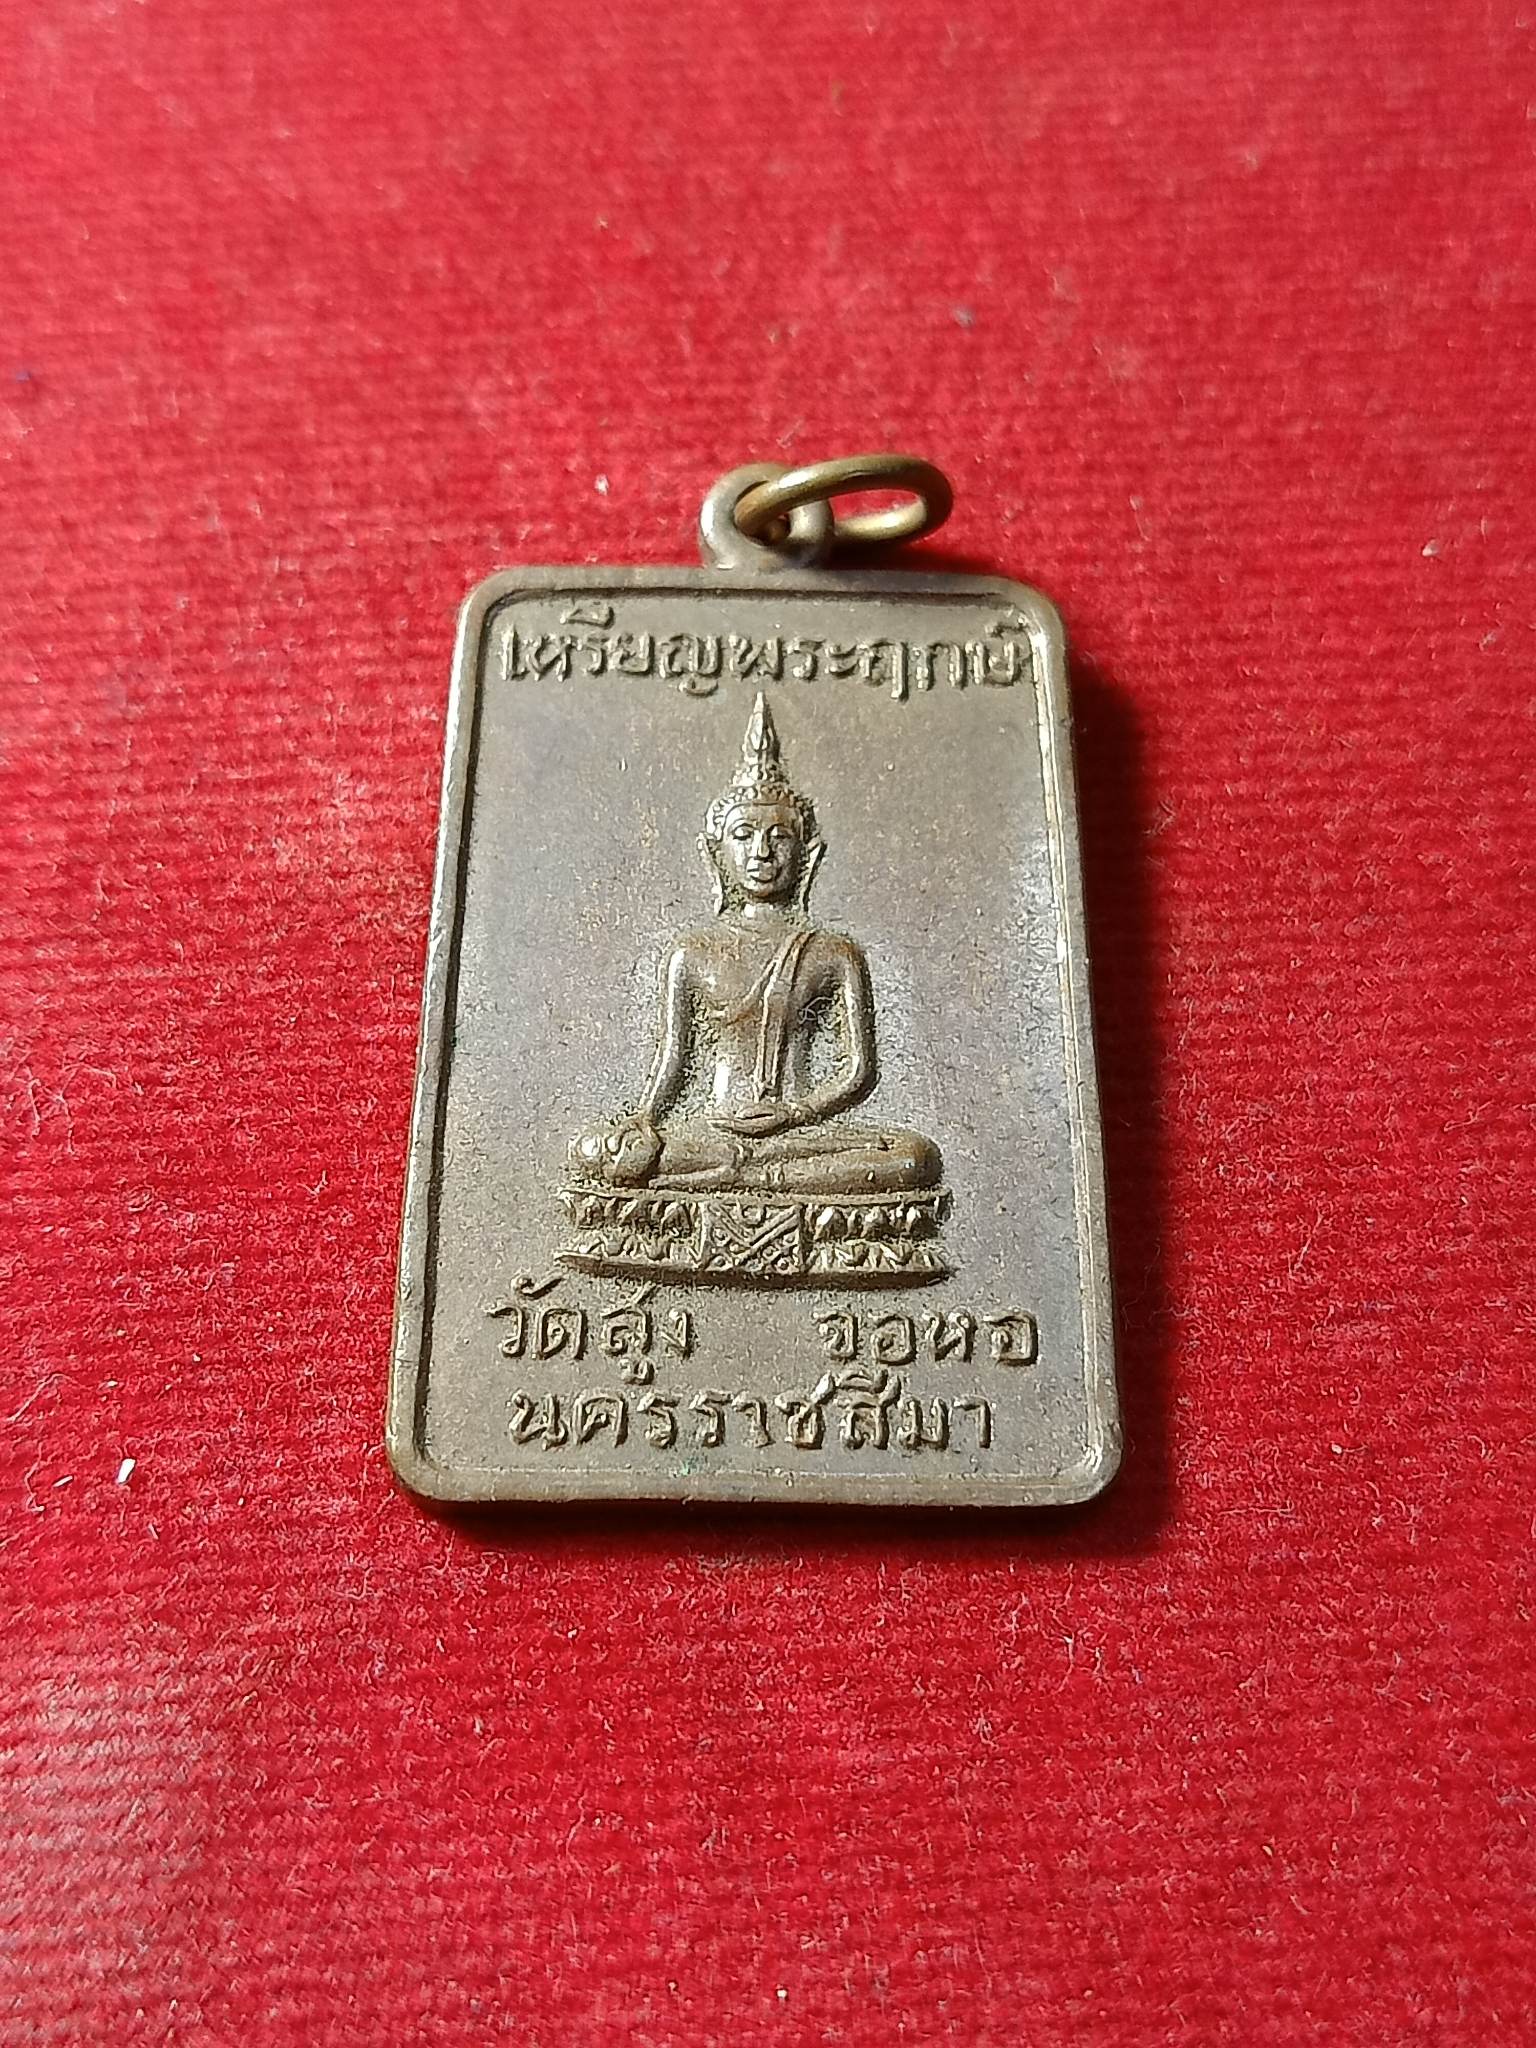 เหรียญพระฤกษ์
วัดสูง จอหอ
นครราชสีมา